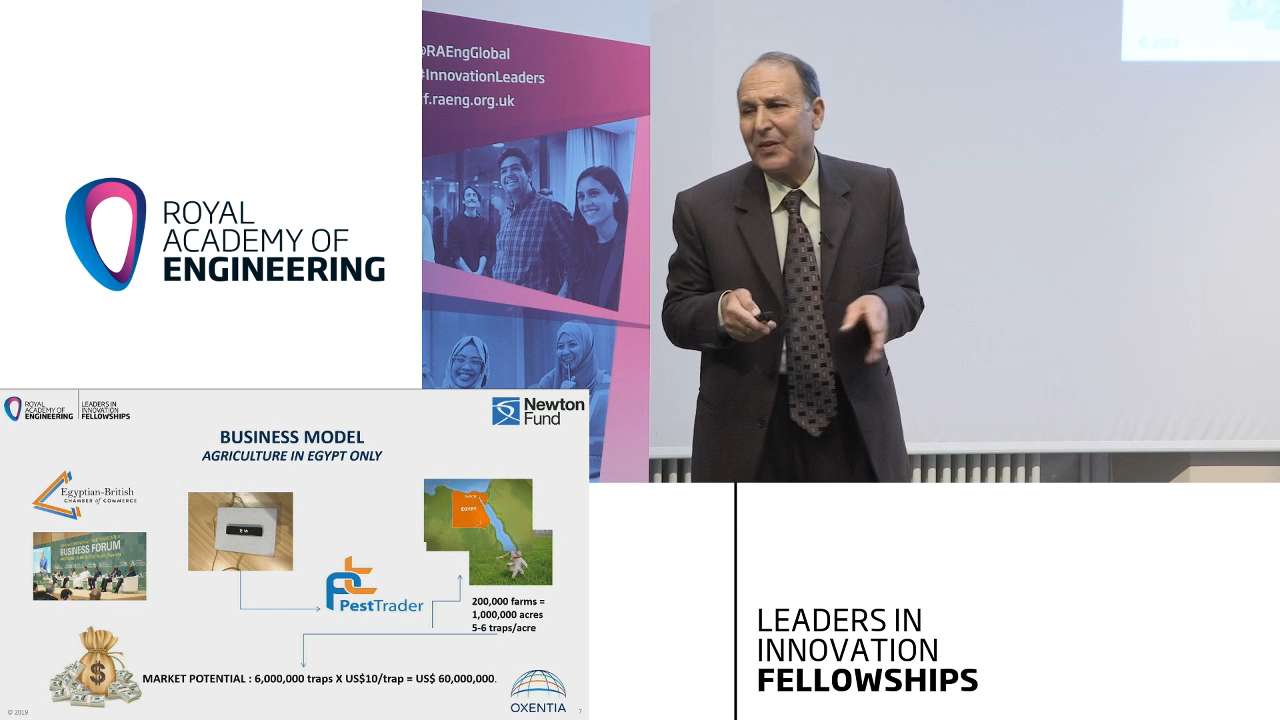 @RAEngGlobal
#InnovationLeaders
lif.raeng.org.uk
© 2019
ROYAL
ACADEMY OF
ENGINEERING
ROYAL
ACADEMY OF
ENGINEERING
LEADERS IN
INNOVATION
FELLOWSHIPS
Newton
Fund
BUSINESS MODEL
AGRICULTURE IN EGYPT ONLY
Egyptian-British
CHAMBER of COMMERCE
BUSINESS FORUM
EGYPT
PestTrader
200,000 farms =
1,000,000 acres
5-6 traps/acre
$
MARKET POTENTIAL : 6,000,000 traps X US$10/trap = US$ 60,000,000.
OXENTIA
© 2019
7
LEADERS IN
INNOVATION
FELLOWSHIPS